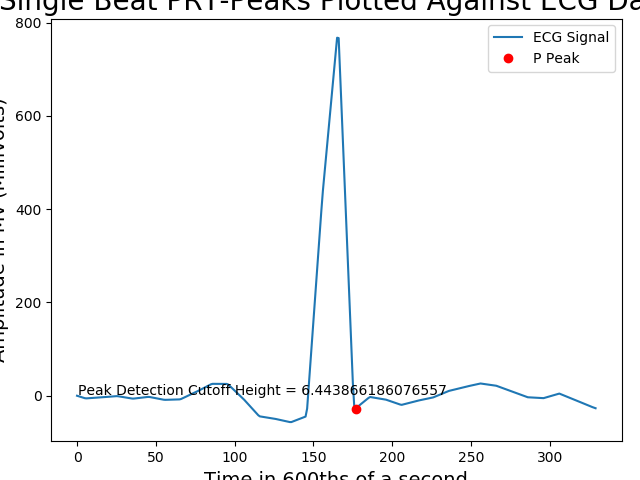 Single Beat PRT-Peaks Plotted Against ECG Da
ECG Signal
P Peak
Amplitude in MV (Millivolts)
800
600
400
200
0
Peak Detection Cutoff Height = 6.443866186076557
0 50 100 150 200 250 300
Time in 600ths of a second